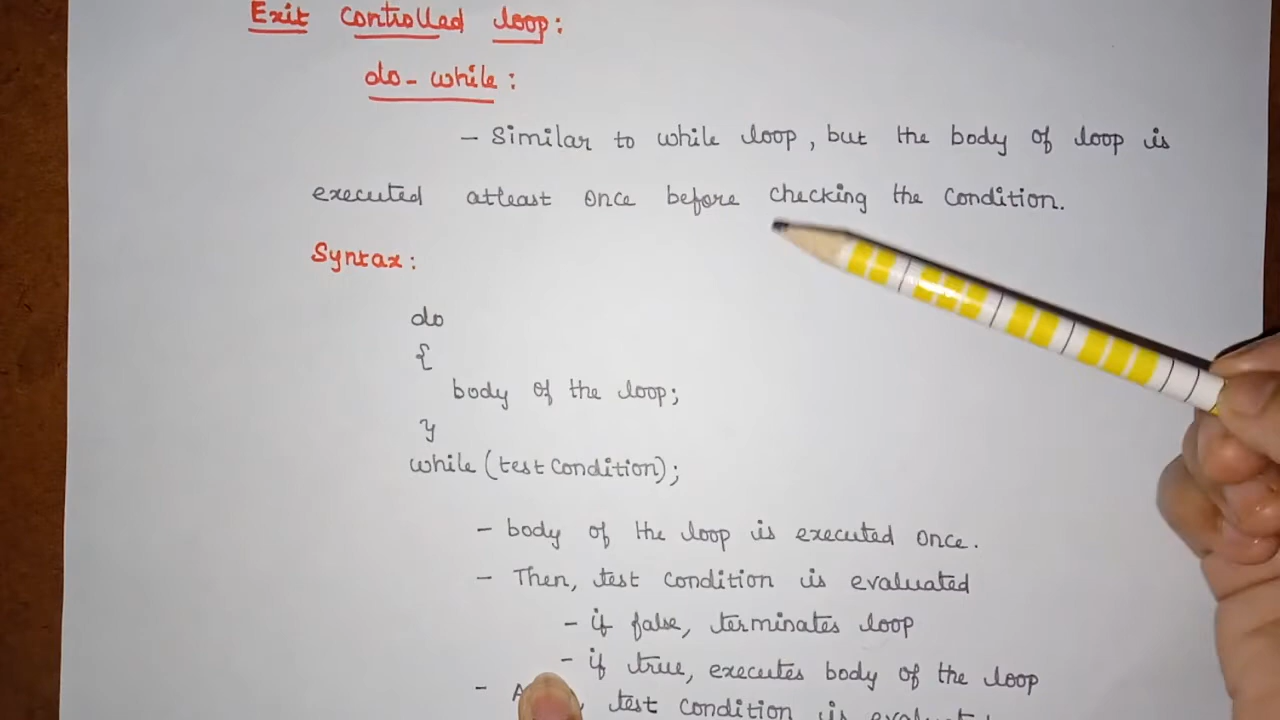 Exit controlled loop:
do - while:
- Similar to while loop, but the body of loop is
executed atleast once before checking the condition.
Syntax:
do
{
body of the loop;
}
while (test condition);
- body of the loop is executed once.
- Then, test condition is evaluated
- if false, terminates loop
- if true, executes body of the loop
- test condition is evaluated